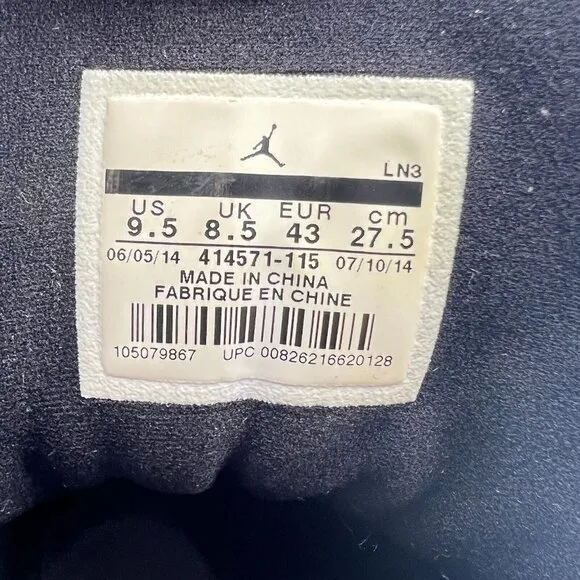 LN3
US UK EUR cm
9.5 8.5 43 27.5
06/05/14 414571-115 07/10/14
MADE IN CHINA
FABRIQUE EN CHINE
105079867 UPC 00826216620128